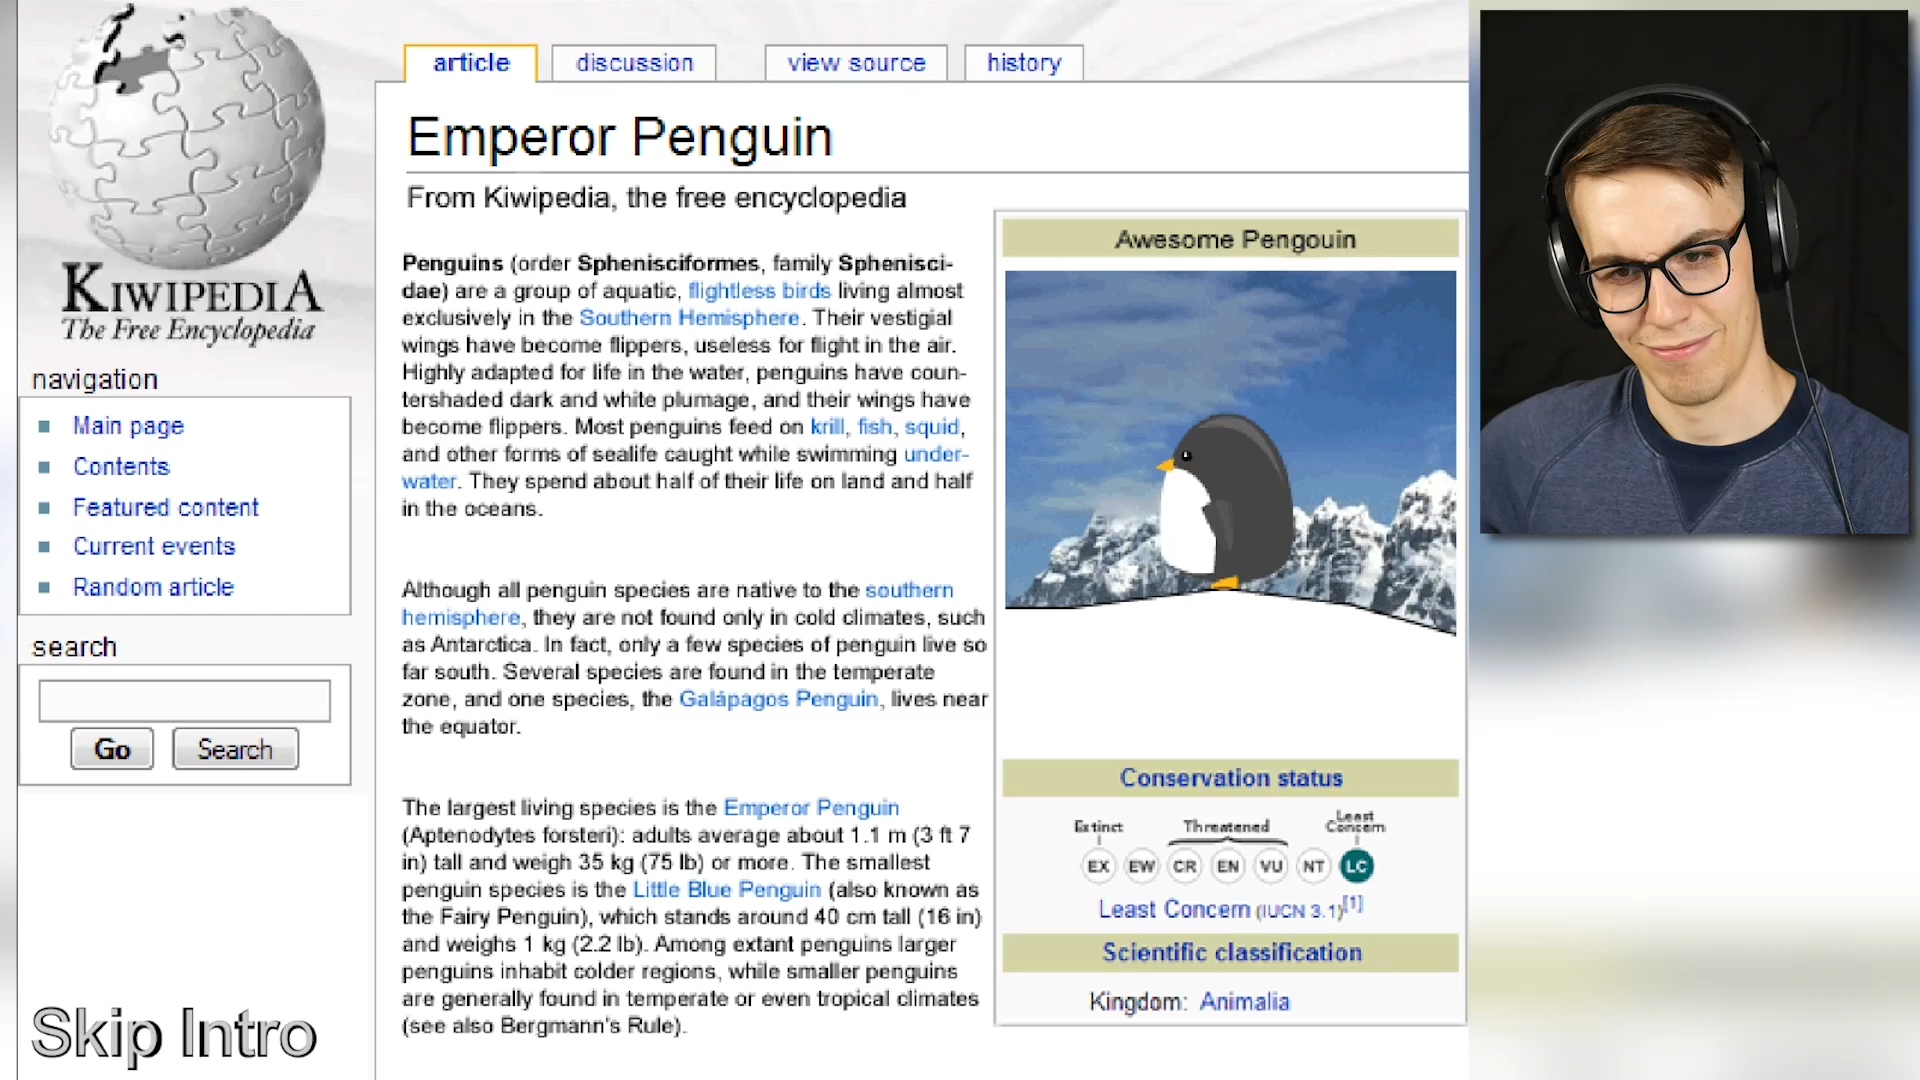 article
discussion
view source
history
Emperor Penguin
From Kiwipedia, the free encyclopedia
KIWIPEDIA
The Free Encyclopedia
navigation
Main page
Contents
Featured content
Current events
Random article
search
Go
Search
Skip Intro
Penguins (order Sphenisciformes, family Sphenisci-
dae) are a group of aquatic, flightless birds living almost
exclusively in the Southern Hemisphere. Their vestigial
wings have become flippers, useless for flight in the air.
Highly adapted for life in the water, penguins have coun-
tershaded dark and white plumage, and their wings have
become flippers. Most penguins feed on krill, fish, squid,
and other forms of sealife caught while swimming under-
water. They spend about half of their life on land and half
in the oceans.
Although all penguin species are native to the southern
hemisphere, they are not found only in cold climates, such
as Antarctica. In fact, only a few species of penguin live so
far south. Several species are found in the temperate
zone, and one species, the Galápagos Penguin, lives near
the equator.
The largest living species is the Emperor Penguin
(Aptenodytes forsteri): adults average about 1.1 m (3 ft 7
in) tall and weigh 35 kg (75 lb) or more. The smallest
penguin species is the Little Blue Penguin (also known as
the Fairy Penguin), which stands around 40 cm tall (16 in)
and weighs 1 kg (2.2 lb). Among extant penguins larger
penguins inhabit colder regions, while smaller penguins
are generally found in temperate or even tropical climates
(see also Bergmann's Rule).
Awesome Pengouin
Conservation status
Extinct
Threatened
Least
Concern
EX EW CR EN VU NT LC
Least Concern (IUCN 3.1)[1]
Scientific classification
Kingdom: Animalia